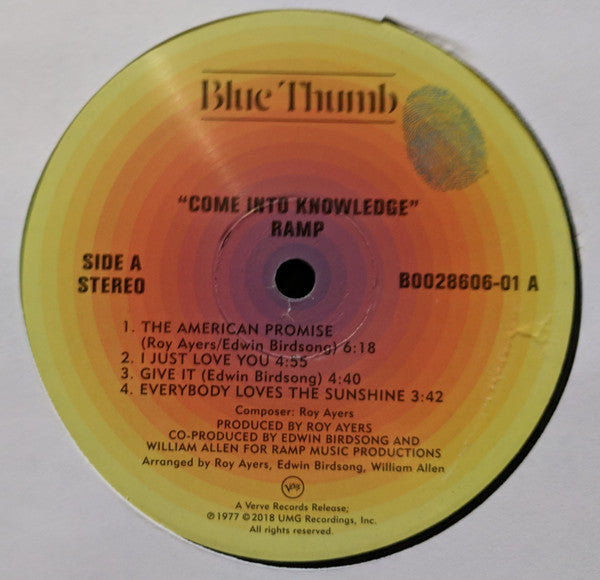 Blue Thumb
"COME INTO KNOWLEDGE"
RAMP
SIDE A
STEREO
B0028606-01 A
1. THE AMERICAN PROMISE
(Roy Ayers/Edwin Birdsong) 6:18
2. I JUST LOVE YOU 4:55
3. GIVE IT (Edwin Birdsong) 4:40
4. EVERYBODY LOVES THE SUNSHINE 3:42
Composer: Roy Ayers
PRODUCED BY ROY AYERS
CO-PRODUCED BY EDWIN BIRDSONG AND
WILLIAM ALLEN FOR RAMP MUSIC PRODUCTIONS
Arranged by Roy Ayers, Edwin Birdsong, William Allen
Verve
A Verve Records Release;
℗1977 ©2018 UMG Recordings, Inc.
All rights reserved.